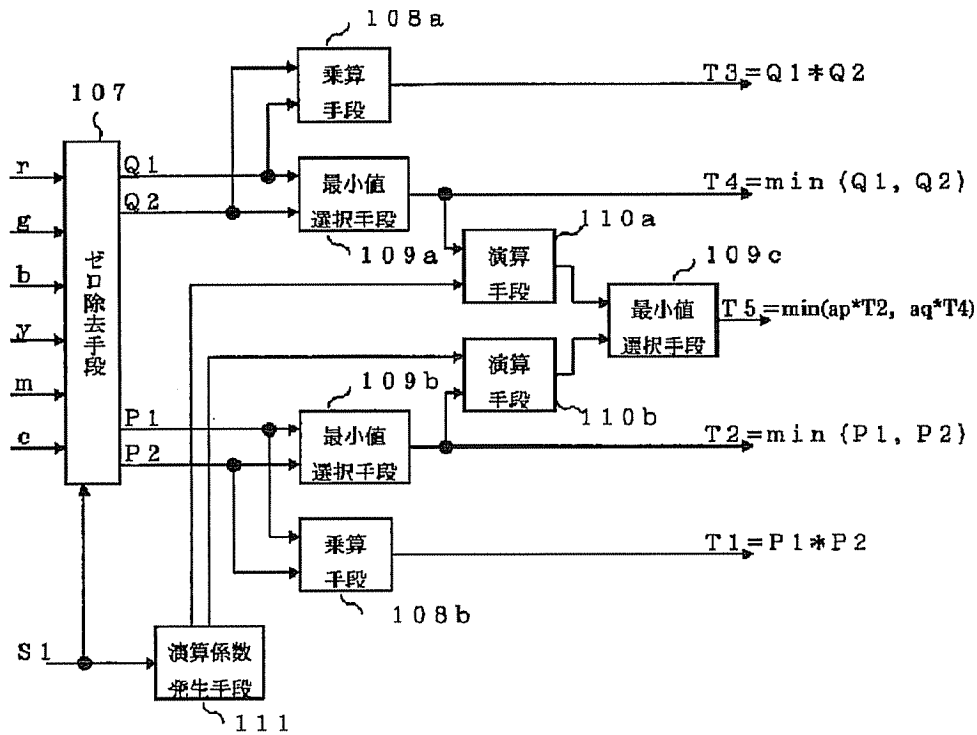 108a
乗算
手段
T3=Q1*Q2
107
r
g
b
y
m
c
ゼロ除去手段
Q1
Q2
最小値
選択手段
109a
T4=min{Q1, Q2}
110a
演算
手段
109c
最小値
選択手段
T5=min(ap*T2, aq*T4)
演算
手段
110b
109b
P1
P2
最小値
選択手段
T2=min{P1, P2}
乗算
手段
T1=P1*P2
108b
S1
演算係数
発生手段
111